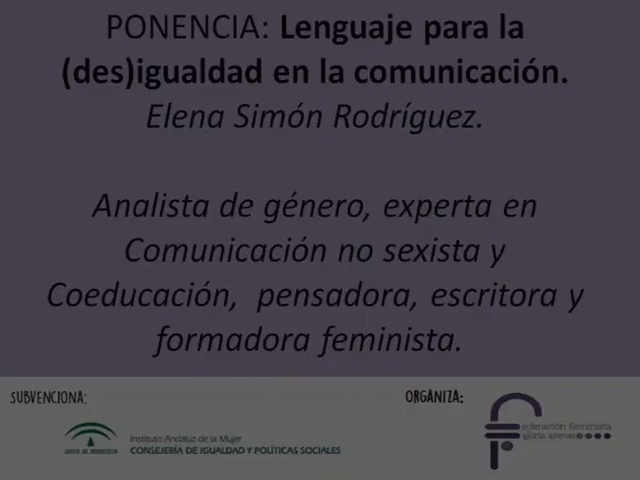 PONENCIA: Lenguaje para la
(des)igualdad en la comunicación.
Elena Simón Rodríguez.
Analista de género, experta en
Comunicación no sexista y
Coeducación, pensadora, escritora y
formadora feminista.
SUBVENCIONA:
ORGANIZA:
JUNTA DE ANDALUCIA
Instituto Andaluz de la Mujer
CONSEJERÍA DE IGUALDAD Y POLÍTICAS SOCIALES
federación feminista
gloria arenas